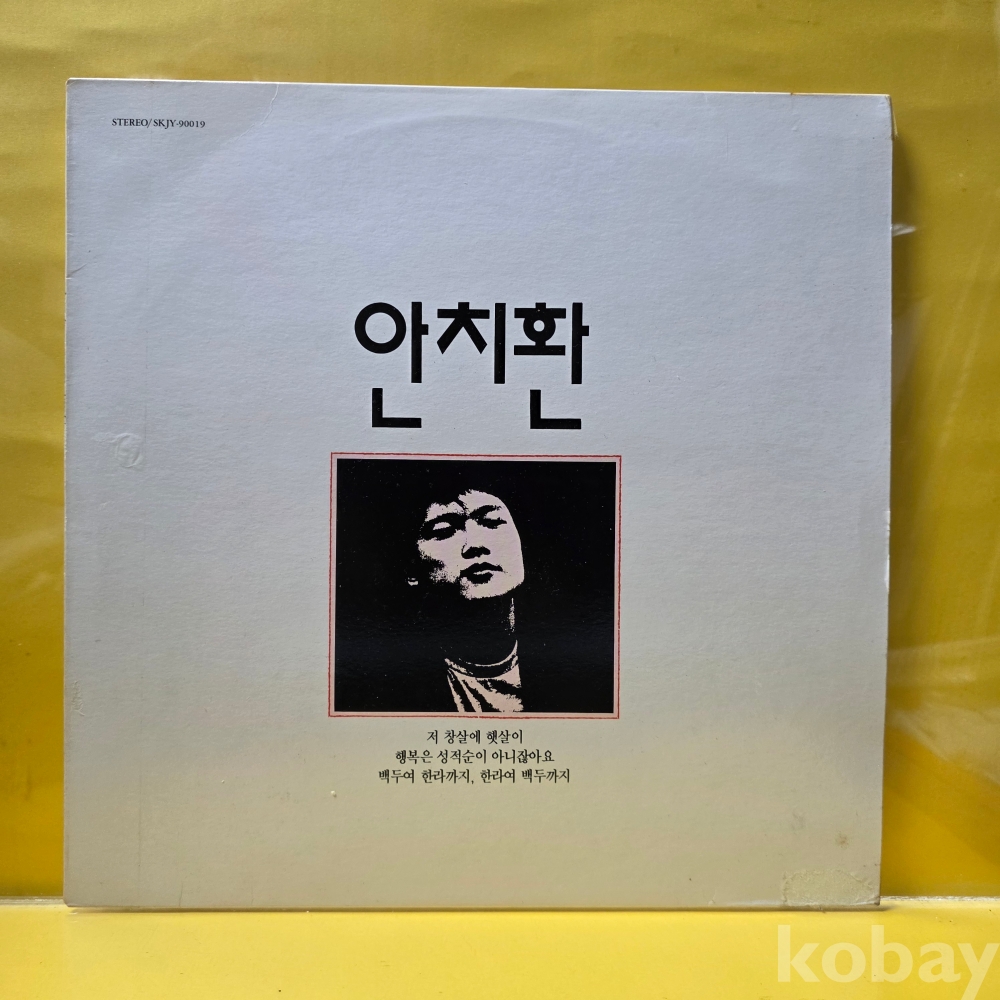 STEREO/SKJY-90019
안치환
저 창살에 햇살이
행복은 성적순이 아니잖아요
백두여 한라까지, 한라여 백두까지
kobay